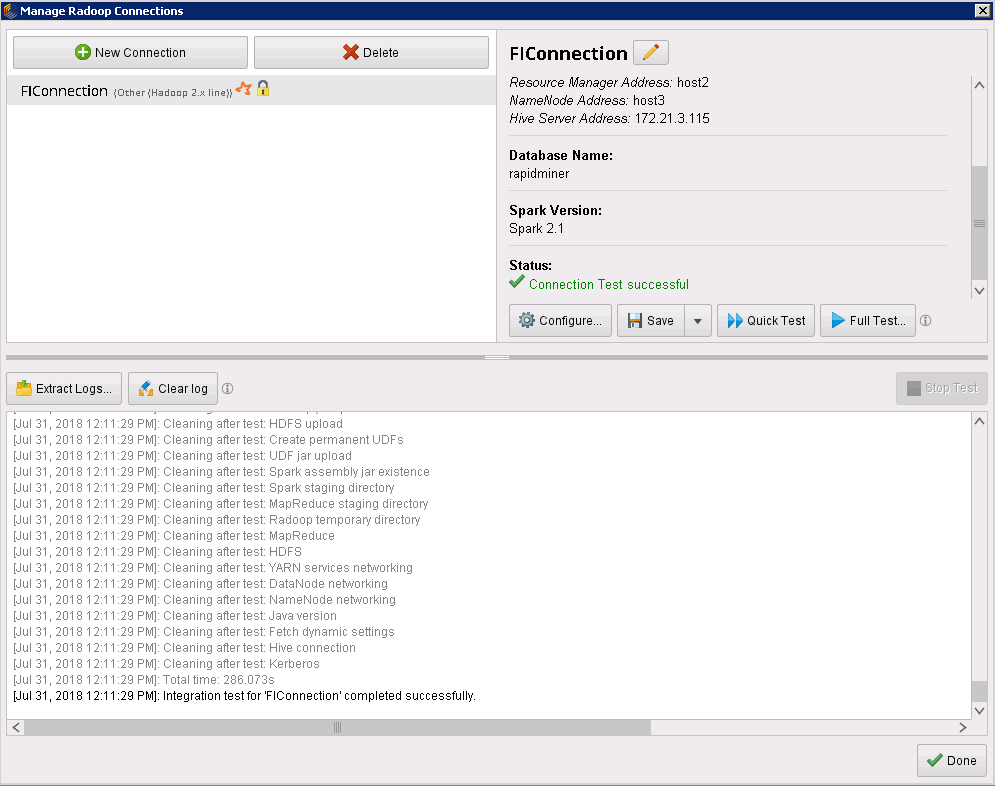 Manage Radoop Connections
New Connection
Delete
FIConnection (Other (Hadoop 2.x line))
FIConnection
Resource Manager Address: host2
NameNode Address: host3
Hive Server Address: 172.21.3.115
Database Name:
rapidminer
Spark Version:
Spark 2.1
Status:
Connection Test successful
Configure...
Save
Quick Test
Full Test...
Extract Logs...
Clear log
Stop Test
[Jul 31, 2018 12:11:29 PM]: Cleaning after test: HDFS upload
[Jul 31, 2018 12:11:29 PM]: Cleaning after test: Create permanent UDFs
[Jul 31, 2018 12:11:29 PM]: Cleaning after test: UDF jar upload
[Jul 31, 2018 12:11:29 PM]: Cleaning after test: Spark assembly jar existence
[Jul 31, 2018 12:11:29 PM]: Cleaning after test: Spark staging directory
[Jul 31, 2018 12:11:29 PM]: Cleaning after test: MapReduce staging directory
[Jul 31, 2018 12:11:29 PM]: Cleaning after test: Radoop temporary directory
[Jul 31, 2018 12:11:29 PM]: Cleaning after test: MapReduce
[Jul 31, 2018 12:11:29 PM]: Cleaning after test: HDFS
[Jul 31, 2018 12:11:29 PM]: Cleaning after test: YARN services networking
[Jul 31, 2018 12:11:29 PM]: Cleaning after test: DataNode networking
[Jul 31, 2018 12:11:29 PM]: Cleaning after test: NameNode networking
[Jul 31, 2018 12:11:29 PM]: Cleaning after test: Java version
[Jul 31, 2018 12:11:29 PM]: Cleaning after test: Fetch dynamic settings
[Jul 31, 2018 12:11:29 PM]: Cleaning after test: Hive connection
[Jul 31, 2018 12:11:29 PM]: Cleaning after test: Kerberos
[Jul 31, 2018 12:11:29 PM]: Total time: 286.073s
[Jul 31, 2018 12:11:29 PM]: Integration test for 'FIConnection' completed successfully.
Done